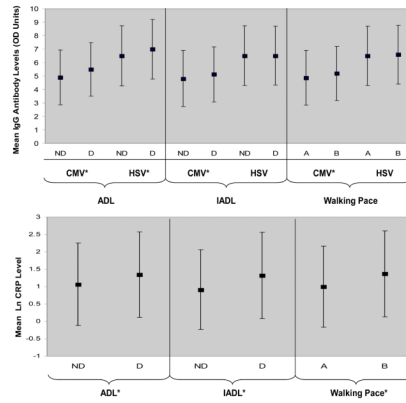 Mean IgG Antibody Levels (OD Units)
10
9
8
7
6
5
4
3
2
1
0
ND D ND D ND D ND D A B A B
CMV* HSV* CMV* HSV CMV* HSV
ADL IADL Walking Pace
Mean Ln CRP Level
3
2.5
2
1.5
1
0.5
0
-0.5
-1
ND D ND D A B
ADL* IADL* Walking Pace*